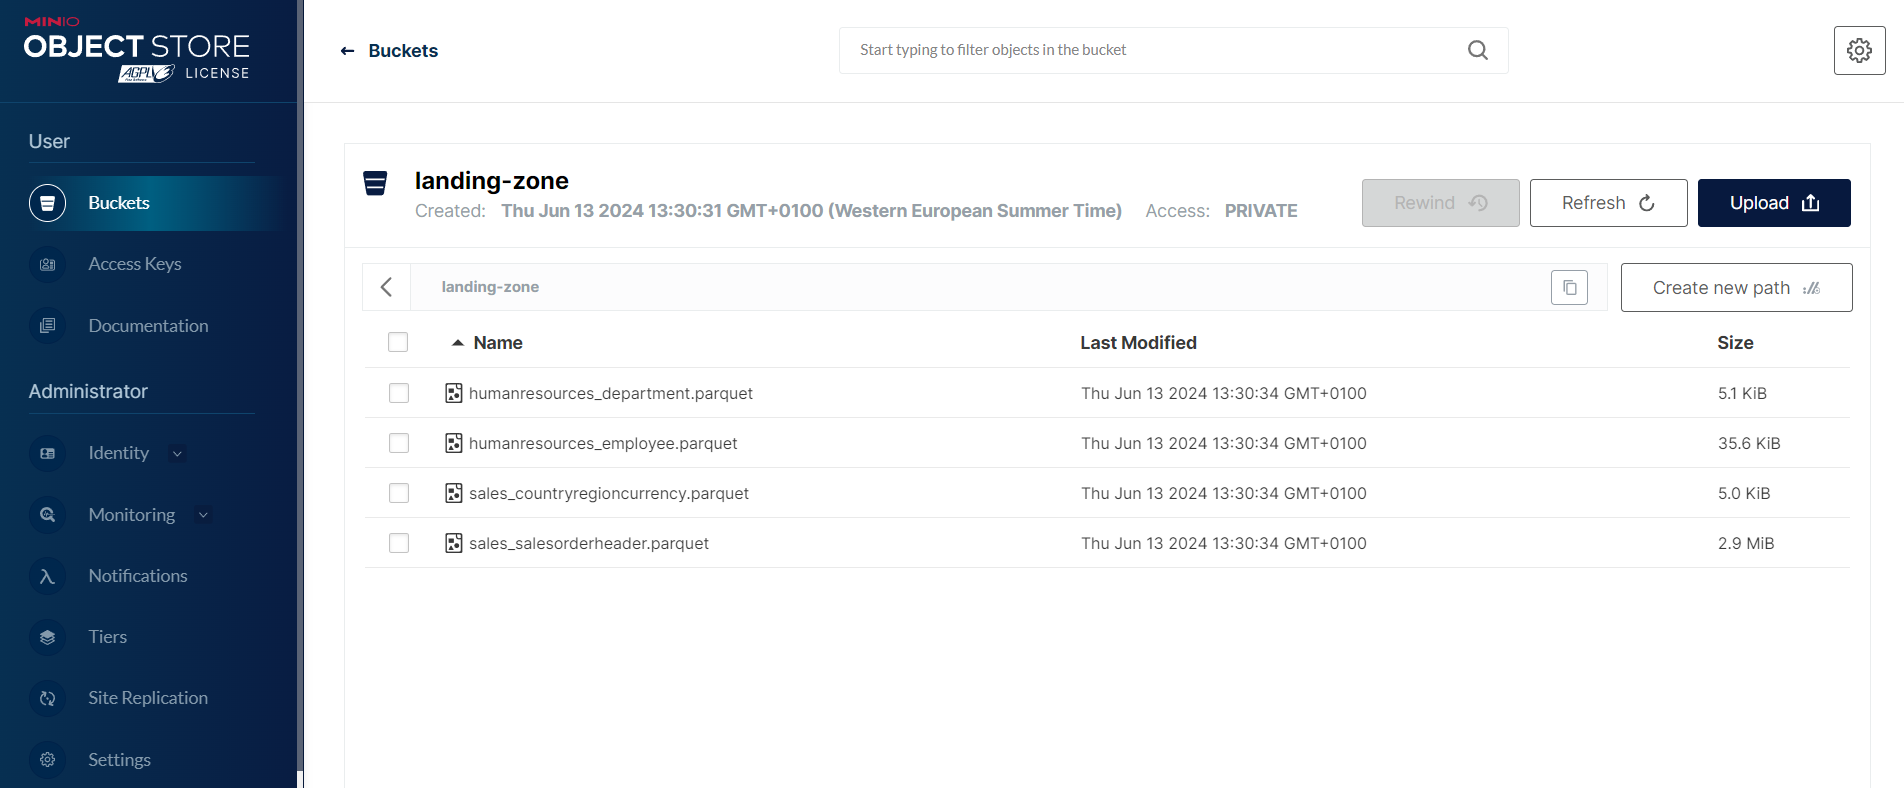 MINIO
OBJECT STORE
AGPLv3 LICENSE
User
Buckets
Access Keys
Documentation
Administrator
Identity
Monitoring
Notifications
Tiers
Site Replication
Settings
← Buckets
Start typing to filter objects in the bucket
landing-zone
Created: Thu Jun 13 2024 13:30:31 GMT+0100 (Western European Summer Time) Access: PRIVATE
Rewind
Refresh
Upload
landing-zone
Create new path
Name Last Modified Size
humanresources_department.parquet Thu Jun 13 2024 13:30:34 GMT+0100 5.1 KiB
humanresources_employee.parquet Thu Jun 13 2024 13:30:34 GMT+0100 35.6 KiB
sales_countryregioncurrency.parquet Thu Jun 13 2024 13:30:34 GMT+0100 5.0 KiB
sales_salesorderheader.parquet Thu Jun 13 2024 13:30:34 GMT+0100 2.9 MiB